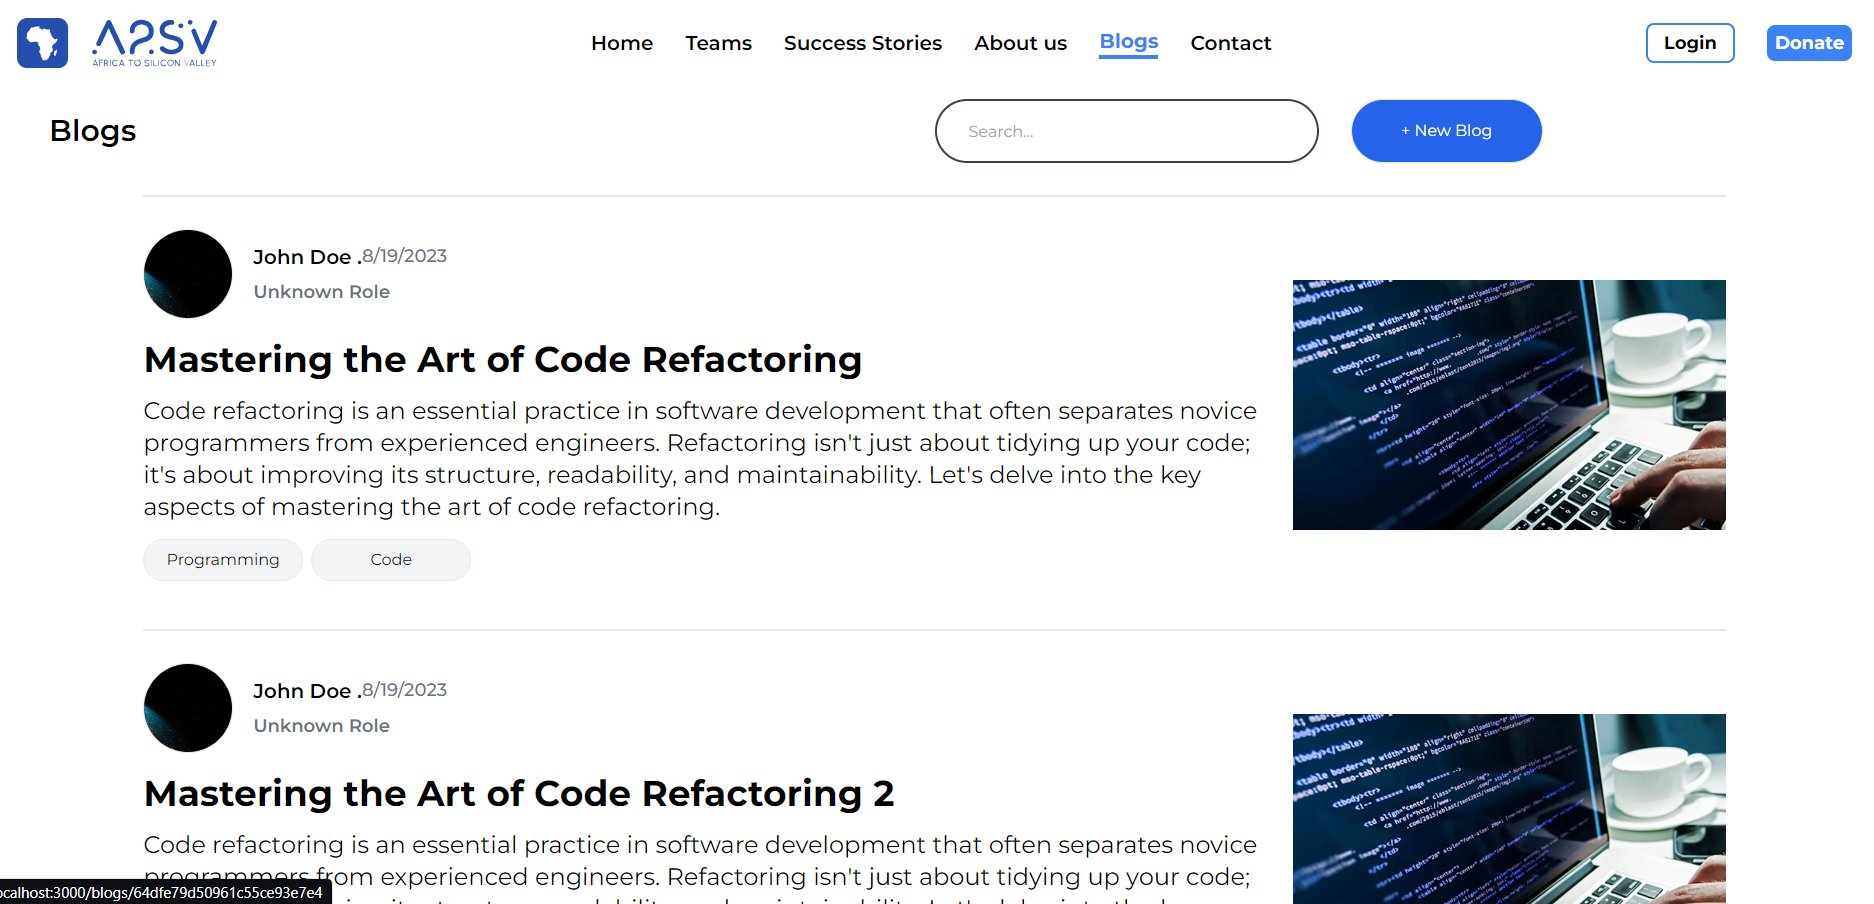 A2SV
AFRICA TO SILICON VALLEY
Home
Teams
Success Stories
About us
Blogs
Contact
Login
Donate
Blogs
Search...
+ New Blog
John Doe .8/19/2023
Unknown Role
Mastering the Art of Code Refactoring
Code refactoring is an essential practice in software development that often separates novice
programmers from experienced engineers. Refactoring isn't just about tidying up your code;
it's about improving its structure, readability, and maintainability. Let's delve into the key
aspects of mastering the art of code refactoring.
Programming
Code
John Doe .8/19/2023
Unknown Role
Mastering the Art of Code Refactoring 2
Code refactoring is an essential practice in software development that often separates novice
programmers from experienced engineers. Refactoring isn't just about tidying up your code;
ocalhost:3000/blogs/64dfe79d50961c55ce93e7e4